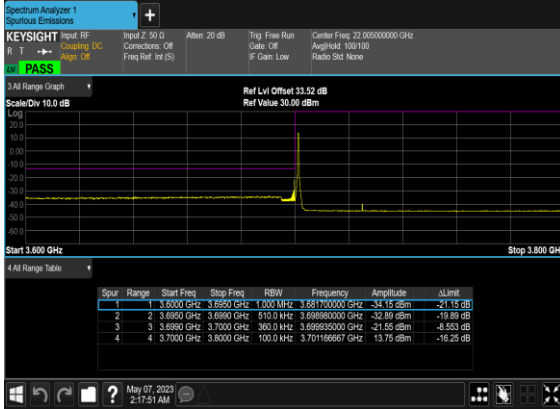 Spectrum Analyzer 1
Spurious Emissions
+
KEYSIGHT Input: RF Input Z: 50 Ω Atten: 20 dB Trig: Free Run Center Freq: 22.005000000 GHz
R T Coupling: DC Corrections: Off Gate: Off Avg|Hold: 100/100
Align: Off Freq Ref: Int (S) IF Gain: Low Radio Std: None
PASS
3 All Range Graph
Ref Lvl Offset 33.52 dB
Scale/Div 10.0 dB Ref Value 30.00 dBm
Log
20.0
10.0
0.00
-10.0
-20.0
-30.0
-40.0
-50.0
-60.0
Start 3.600 GHz Stop 3.800 GHz
4 All Range Table
Spur Range Start Freq Stop Freq RBW Frequency Amplitude ΔLimit
1 1 3.6000 GHz 3.6950 GHz 1.000 MHz 3.681700000 GHz -34.15 dBm -21.15 dB
2 2 3.6950 GHz 3.6990 GHz 510.0 kHz 3.698980000 GHz -32.89 dBm -19.89 dB
3 3 3.6990 GHz 3.7000 GHz 360.0 kHz 3.699935000 GHz -21.55 dBm -8.553 dB
4 4 3.7000 GHz 3.8000 GHz 100.0 kHz 3.701166667 GHz 13.75 dBm -16.25 dB
? May 07, 2023
2:17:51 AM